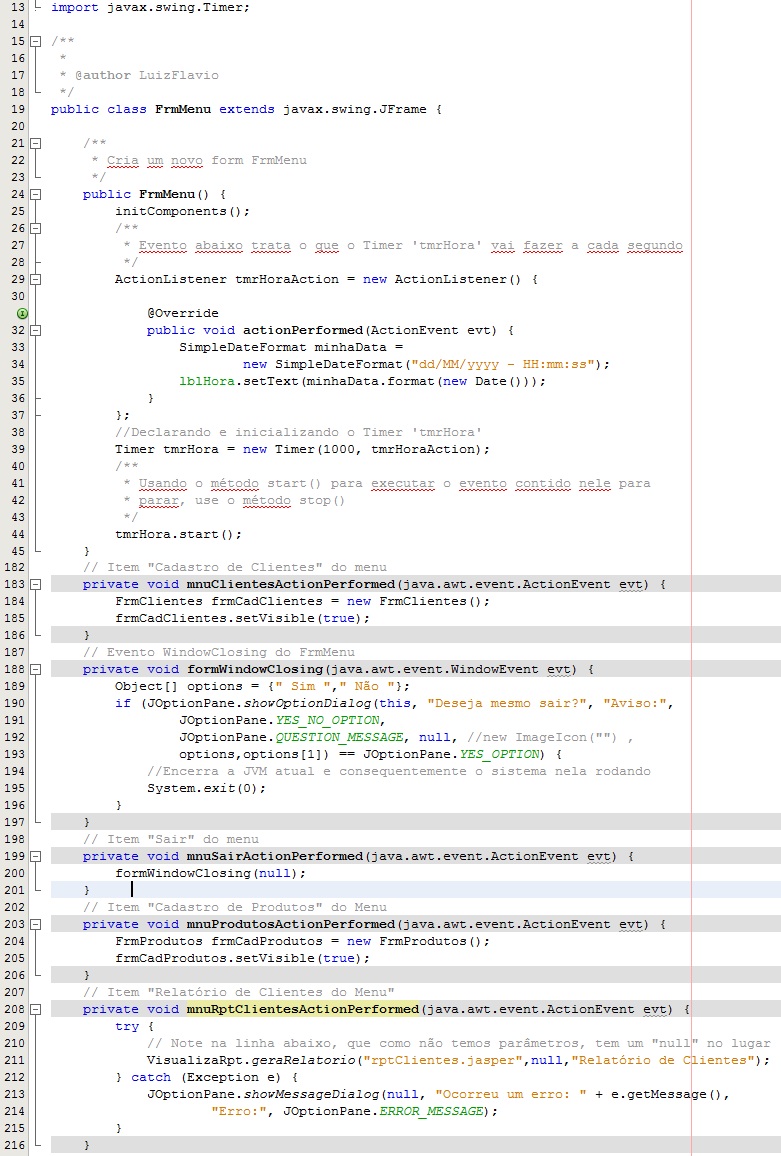 13 import javax.swing.Timer;
14
15 /**
16 *
17 * @author LuizFlavio
18 */
19 public class FrmMenu extends javax.swing.JFrame {
20
21 /**
22 * Cria um novo form FrmMenu
23 */
24 public FrmMenu() {
25 initComponents();
26 /**
27 * Evento abaixo trata o que o Timer 'tmrHora' vai fazer a cada segundo
28 */
29 ActionListener tmrHoraAction = new ActionListener() {
30
@Override
32 public void actionPerformed(ActionEvent evt) {
33 SimpleDateFormat minhaData =
34 new SimpleDateFormat("dd/MM/yyyy - HH:mm:ss");
35 lblHora.setText(minhaData.format(new Date()));
36 }
37 };
38 //Declarando e inicializando o Timer 'tmrHora'
39 Timer tmrHora = new Timer(1000, tmrHoraAction);
40 /**
41 * Usando o método start() para executar o evento contido nele para
42 * parar, use o método stop()
43 */
44 tmrHora.start();
45 }
182 // Item "Cadastro de Clientes" do menu
183 private void mnuClientesActionPerformed(java.awt.event.ActionEvent evt) {
184 FrmClientes frmCadClientes = new FrmClientes();
185 frmCadClientes.setVisible(true);
186 }
187 // Evento WindowClosing do FrmMenu
188 private void formWindowClosing(java.awt.event.WindowEvent evt) {
189 Object[] options = {" Sim "," Não "};
190 if (JOptionPane.showOptionDialog(this, "Deseja mesmo sair?", "Aviso:",
191 JOptionPane.YES_NO_OPTION,
192 JOptionPane.QUESTION_MESSAGE, null, //new ImageIcon("") ,
193 options,options[1]) == JOptionPane.YES_OPTION) {
194 //Encerra a JVM atual e consequentemente o sistema nela rodando
195 System.exit(0);
196 }
197 }
198 // Item "Sair" do menu
199 private void mnuSairActionPerformed(java.awt.event.ActionEvent evt) {
200 formWindowClosing(null);
201 }
202 // Item "Cadastro de Produtos" do Menu
203 private void mnuProdutosActionPerformed(java.awt.event.ActionEvent evt) {
204 FrmProdutos frmCadProdutos = new FrmProdutos();
205 frmCadProdutos.setVisible(true);
206 }
207 // Item "Relatório de Clientes do Menu"
208 private void mnuRptClientesActionPerformed(java.awt.event.ActionEvent evt) {
209 try {
210 // Note na linha abaixo, que como não temos parâmetros, tem um "null" no lugar
211 VisualizaRpt.geraRelatorio("rptClientes.jasper",null,"Relatório de Clientes");
212 } catch (Exception e) {
213 JOptionPane.showMessageDialog(null, "Ocorreu um erro: " + e.getMessage(),
214 "Erro:", JOptionPane.ERROR_MESSAGE);
215 }
216 }